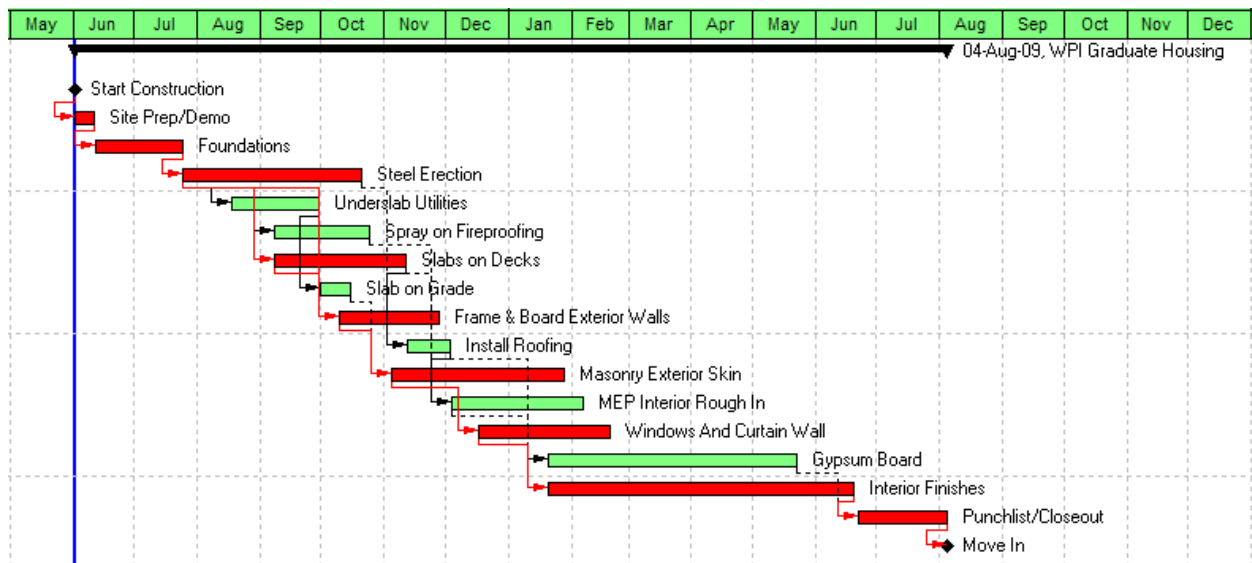 May Jun Jul Aug Sep Oct Nov Dec Jan Feb Mar Apr May Jun Jul Aug Sep Oct Nov Dec
04-Aug-09, WPI Graduate Housing
Start Construction
Site Prep/Demo
Foundations
Steel Erection
Underslab Utilities
Spray on Fireproofing
Slabs on Decks
Slab on Grade
Frame & Board Exterior Walls
Install Roofing
Masonry Exterior Skin
MEP Interior Rough In
Windows And Curtain Wall
Gypsum Board
Interior Finishes
Punchlist/Closeout
Move In